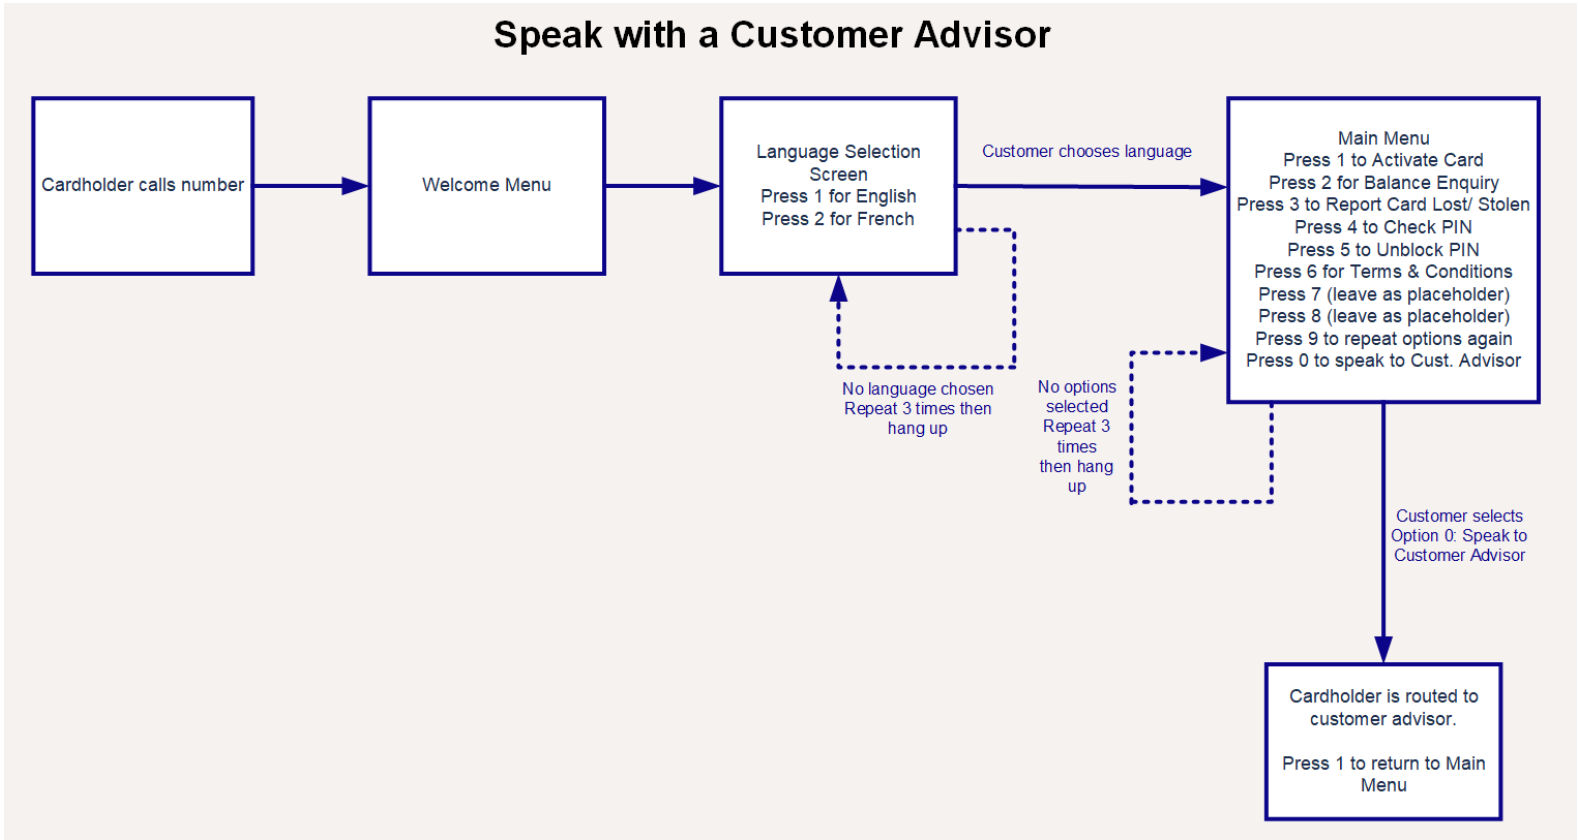 Speak with a Customer Advisor
Cardholder calls number
Welcome Menu
Language Selection
Screen
Press 1 for English
Press 2 for French
Customer chooses language
Main Menu
Press 1 to Activate Card
Press 2 for Balance Enquiry
Press 3 to Report Card Lost/ Stolen
Press 4 to Check PIN
Press 5 to Unblock PIN
Press 6 for Terms & Conditions
Press 7 (leave as placeholder)
Press 8 (leave as placeholder)
Press 9 to repeat options again
Press 0 to speak to Cust. Advisor
No language chosen
Repeat 3 times then
hang up
No options
selected
Repeat 3
times
then hang
up
Customer selects
Option 0: Speak to
Customer Advisor
Cardholder is routed to
customer advisor.
Press 1 to return to Main
Menu